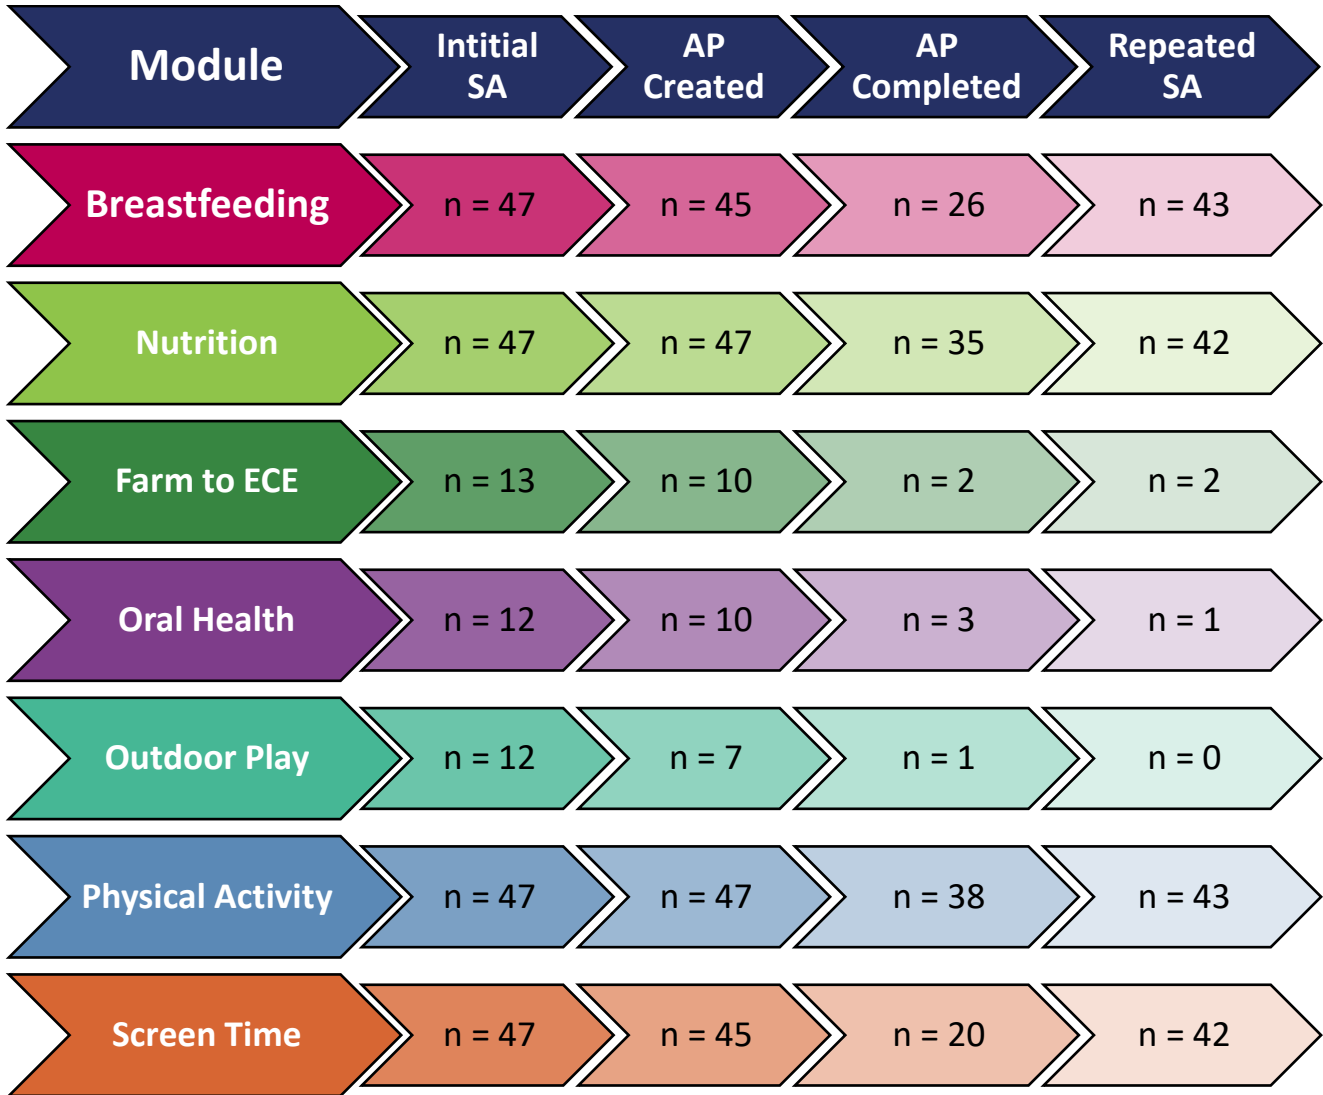 Module
Intitial
SA
AP
Created
AP
Completed
Repeated
SA
Breastfeeding
n = 47
n = 45
n = 26
n = 43
Nutrition
n = 47
n = 47
n = 35
n = 42
Farm to ECE
n = 13
n = 10
n = 2
n = 2
Oral Health
n = 12
n = 10
n = 3
n = 1
Outdoor Play
n = 12
n = 7
n = 1
n = 0
Physical Activity
n = 47
n = 47
n = 38
n = 43
Screen Time
n = 47
n = 45
n = 20
n = 42